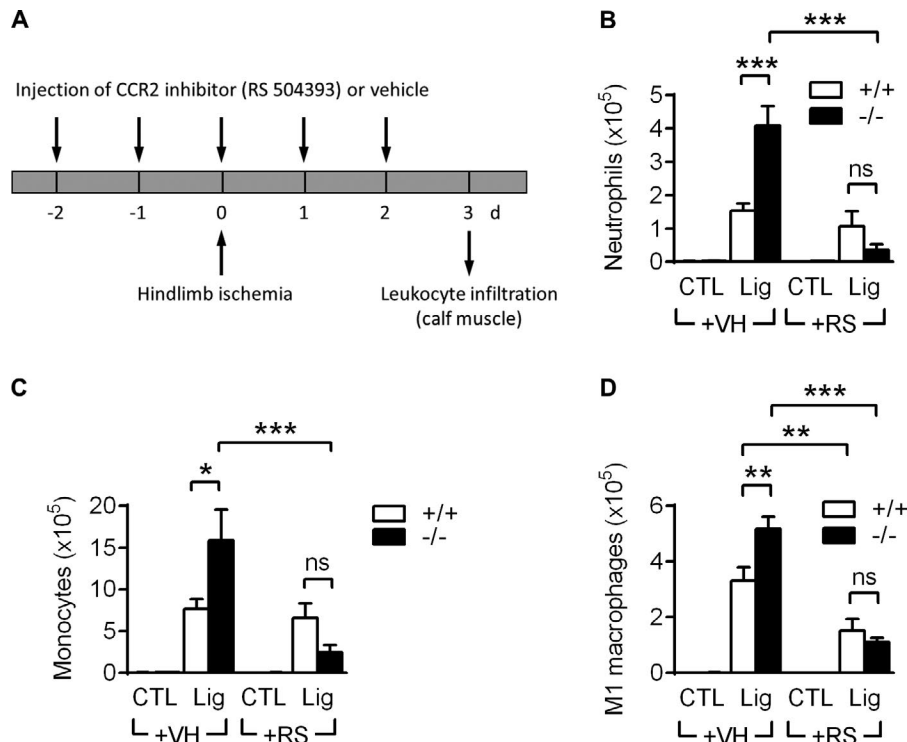 A
Injection of CCR2 inhibitor (RS 504393) or vehicle
-2 -1 0 1 2 3 d
Hindlimb ischemia
Leukocyte infiltration
(calf muscle)
B
***
***
+/+
-/-
ns
Neutrophils (x10⁵)
5
4
3
2
1
0
CTL Lig CTL Lig
+VH +RS
C
***
*
+/+
-/-
ns
Monocytes (x10⁵)
20
15
10
5
0
CTL Lig CTL Lig
+VH +RS
D
***
**
**
+/+
-/-
ns
M1 macrophages (x10⁵)
6
4
2
0
CTL Lig CTL Lig
+VH +RS